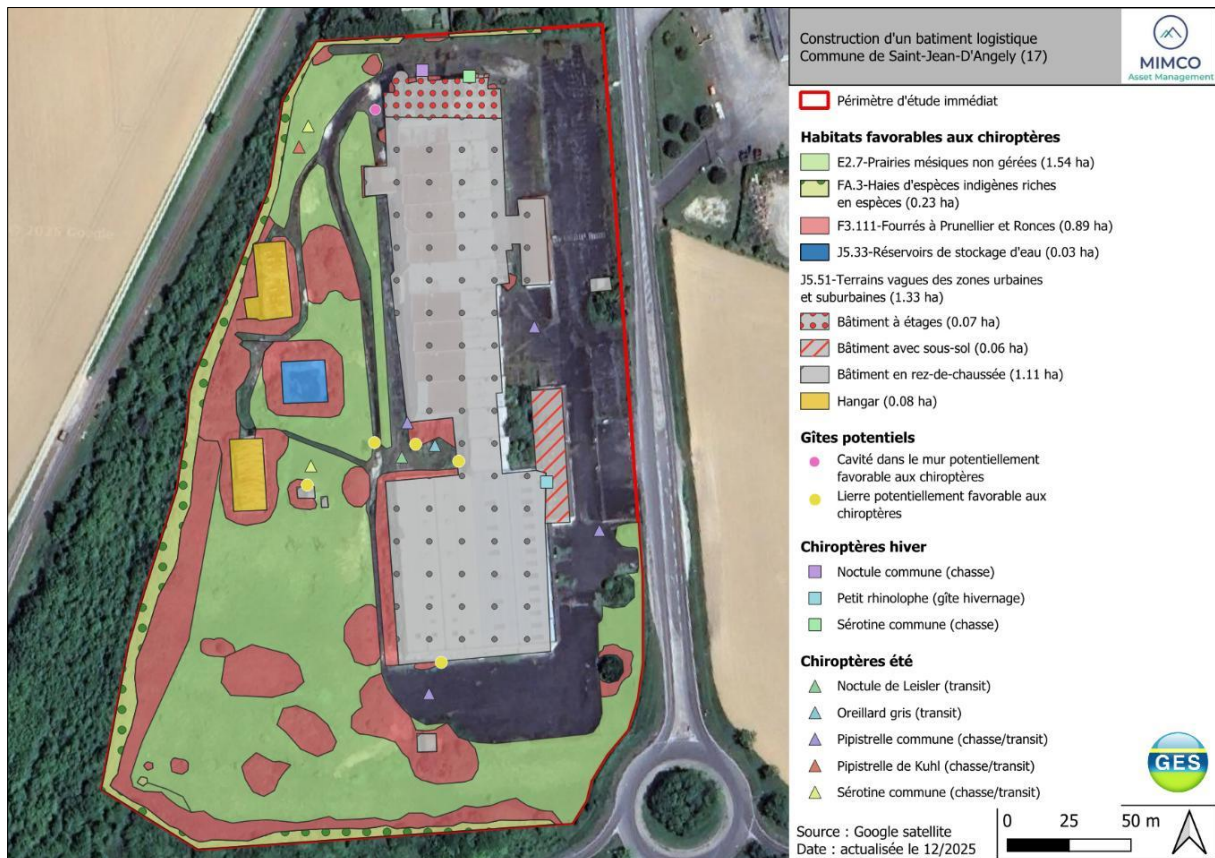 Construction d'un batiment logistique
Commune de Saint-Jean-D'Angely (17)
MIMCO
Asset Management
Périmètre d'étude immédiat
Habitats favorables aux chiroptères
E2.7-Prairies mésiques non gérées (1.54 ha)
FA.3-Haies d'espèces indigènes riches
en espèces (0.23 ha)
F3.111-Fourrés à Prunellier et Ronces (0.89 ha)
J5.33-Réservoirs de stockage d'eau (0.03 ha)
J5.51-Terrains vagues des zones urbaines
et suburbaines (1.33 ha)
Bâtiment à étages (0.07 ha)
Bâtiment avec sous-sol (0.06 ha)
Bâtiment en rez-de-chaussée (1.11 ha)
Hangar (0.08 ha)
Gîtes potentiels
Cavité dans le mur potentiellement
favorable aux chiroptères
Lierre potentiellement favorable aux
chiroptères
Chiroptères hiver
Noctule commune (chasse)
Petit rhinolophe (gîte hivernage)
Sérotine commune (chasse)
Chiroptères été
Noctule de Leisler (transit)
Oreillard gris (transit)
Pipistrelle commune (chasse/transit)
Pipistrelle de Kuhl (chasse/transit)
Sérotine commune (chasse/transit)
GES
Source : Google satellite
Date : actualisée le 12/2025
0 25 50 m